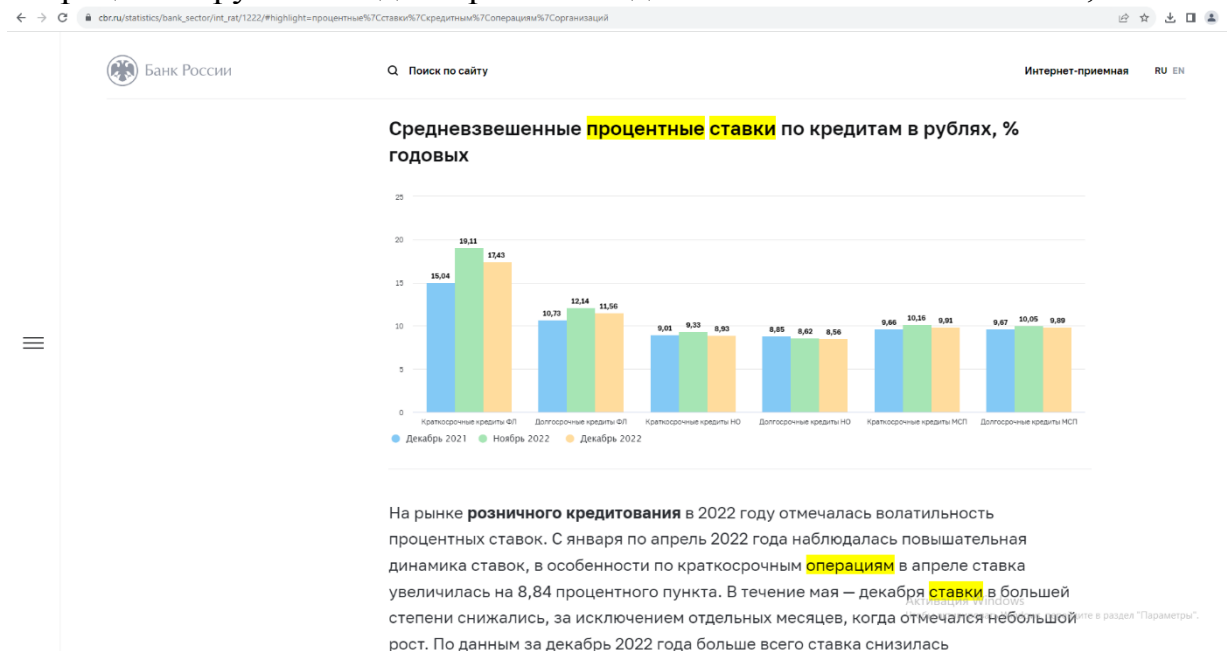 cbr.ru/statistics/bank_sector/int_rat/1222/#highlight=процентные%7Cставки%7Cкредитным%7Cоперациям%7Cорганизаций
Банк России
Поиск по сайту
Интернет-приемная RU EN
Средневзвешенные процентные ставки по кредитам в рублях, %
годовых
25
20
15
10
5
0
15,04 19,11 17,43
10,73 12,14 11,56
9,01 9,33 8,93
8,85 8,62 8,56
9,66 10,16 9,91
9,67 10,05 9,89
Краткосрочные кредиты ФЛ Долгосрочные кредиты ФЛ Краткосрочные кредиты НО Долгосрочные кредиты НО Краткосрочные кредиты МСП Долгосрочные кредиты МСП
Декабрь 2021 Ноябрь 2022 Декабрь 2022
На рынке розничного кредитования в 2022 году отмечалась волатильность
процентных ставок. С января по апрель 2022 года наблюдалась повышательная
динамика ставок, в особенности по краткосрочным операциям в апреле ставка
увеличилась на 8,84 процентного пункта. В течение мая — декабря ставки в большей
Активация Windows
степени снижались, за исключением отдельных месяцев, когда отмечался небольшой
в раздел "Параметры".
рост. По данным за декабрь 2022 года больше всего ставка снизилась